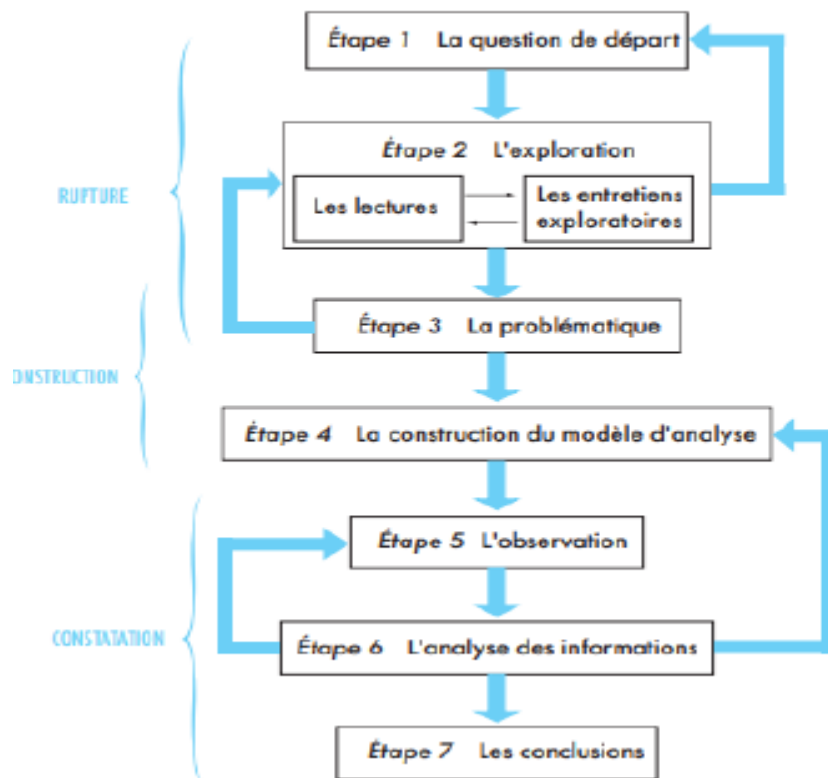 Étape 1 La question de départ
Étape 2 L'exploration
RUPTURE
Les lectures
Les entretiens
exploratoires
Étape 3 La problématique
ONSTRUCTION
Étape 4 La construction du modèle d'analyse
Étape 5 L'observation
CONSTATATION
Étape 6 L'analyse des informations
Étape 7 Les conclusions